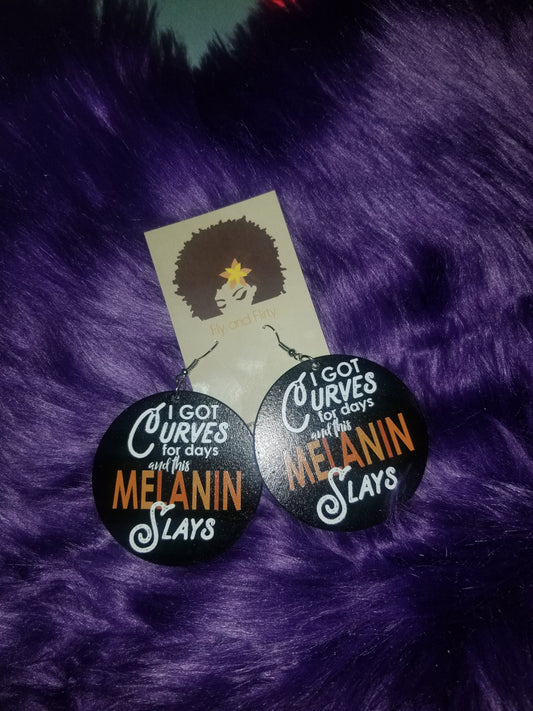 Fly and Flirty
I GOT
CURVES
for days
and this
MELANIN
SLAYS
I GOT
CURVES
for days
and this
MELANIN
SLAYS